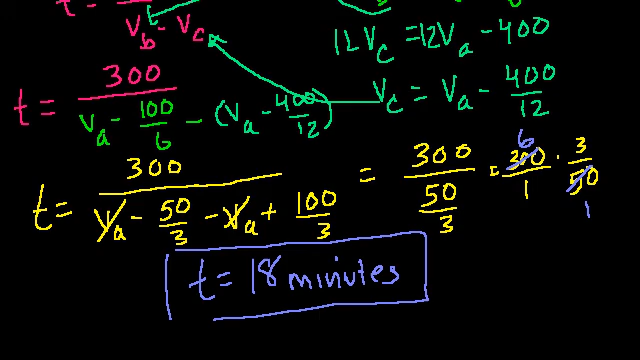 t = ——— / (V_b - V_c)
12V_c = 12V_a - 400
t = 300 / (V_a - 100/6 - (V_a - 400/12))
V_c = V_a - 400/12
t = 300 / (V_a - 50/3 - V_a + 100/3) = 300 / (50/3) = 300/1 · 3/50
6
1
t = 18 minutes